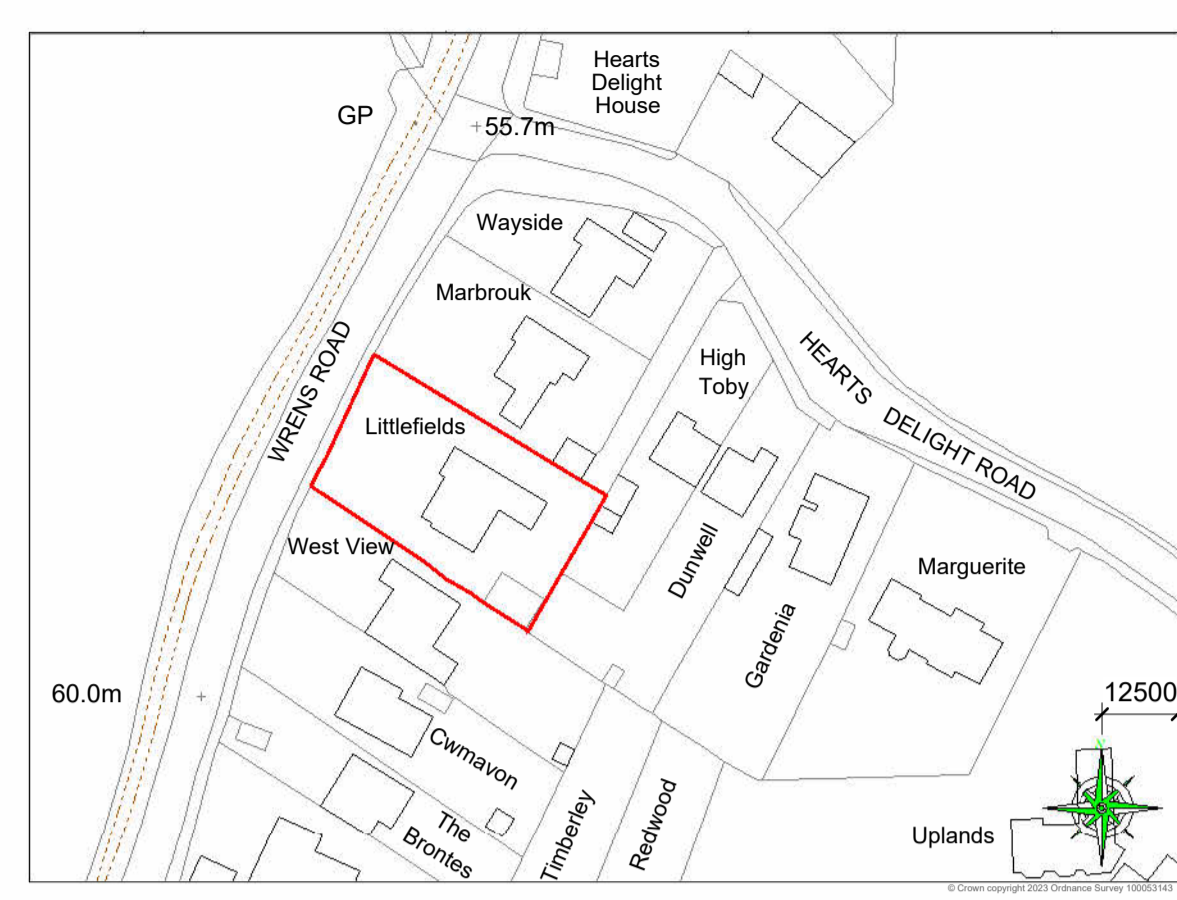 Hearts
Delight
House
GP
55.7m
Wayside
Marbrouk
WRENS ROAD
HEARTS DELIGHT ROAD
High
Toby
Littlefields
West View
Dunwell
Marguerite
Gardenia
60.0m
12500
N
Cwmavon
The
Brontes
Timberley
Redwood
Uplands
© Crown copyright 2023 Ordnance Survey 100053143